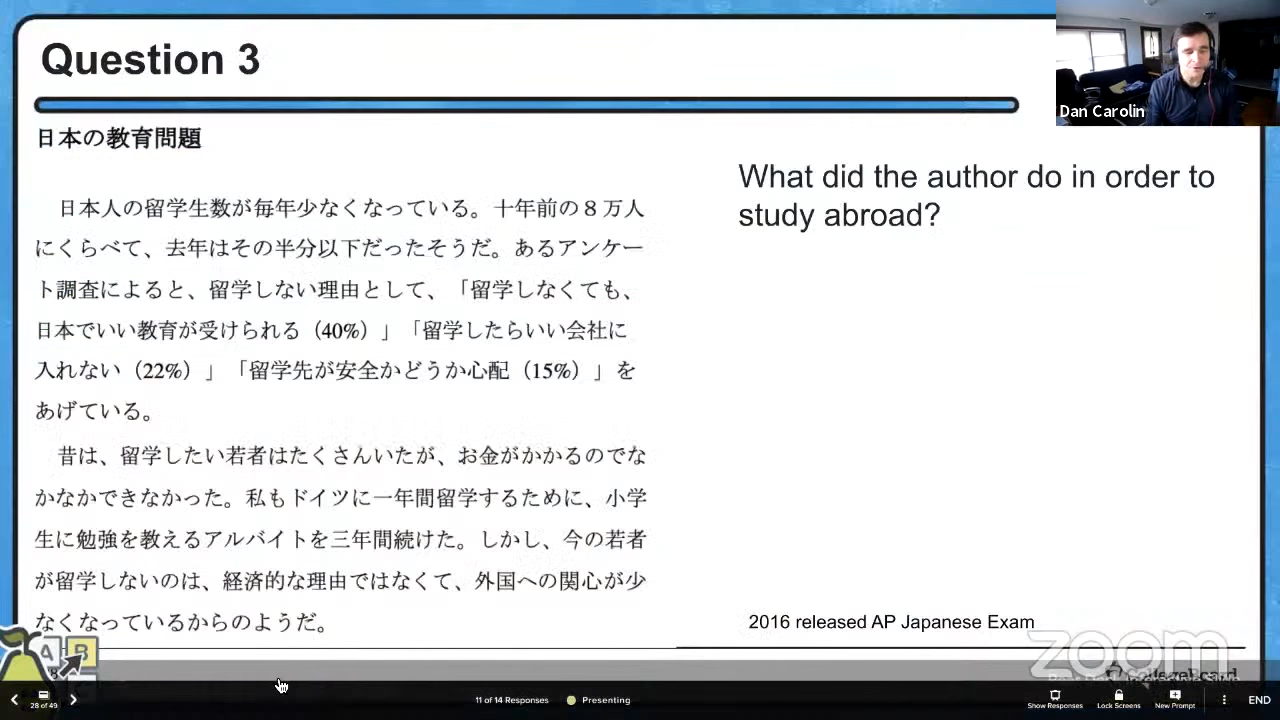 Question 3
Dan Carolin
日本の教育問題
日本人の留学生数が毎年少なくなっている。十年前の８万人
にくらべて、去年はその半分以下だったそうだ。あるアンケー
ト調査によると、留学しない理由として、「留学しなくても、
日本でいい教育が受けられる（40%）」「留学したらいい会社に
入れない（22%）」「留学先が安全かどうか心配（15%）」を
あげている。
昔は、留学したい若者はたくさんいたが、お金がかかるのでな
かなかできなかった。私もドイツに一年間留学するために、小学
生に勉強を教えるアルバイトを三年間続けた。しかし、今の若者
が留学しないのは、経済的な理由ではなくて、外国への関心が少
なくなっているからのようだ。
What did the author do in order to
study abroad?
2016 released AP Japanese Exam
zoom
A B
CollegeBoard
28 of 49
11 of 14 Responses
Presenting
Show Responses
Lock Screens
New Prompt
END